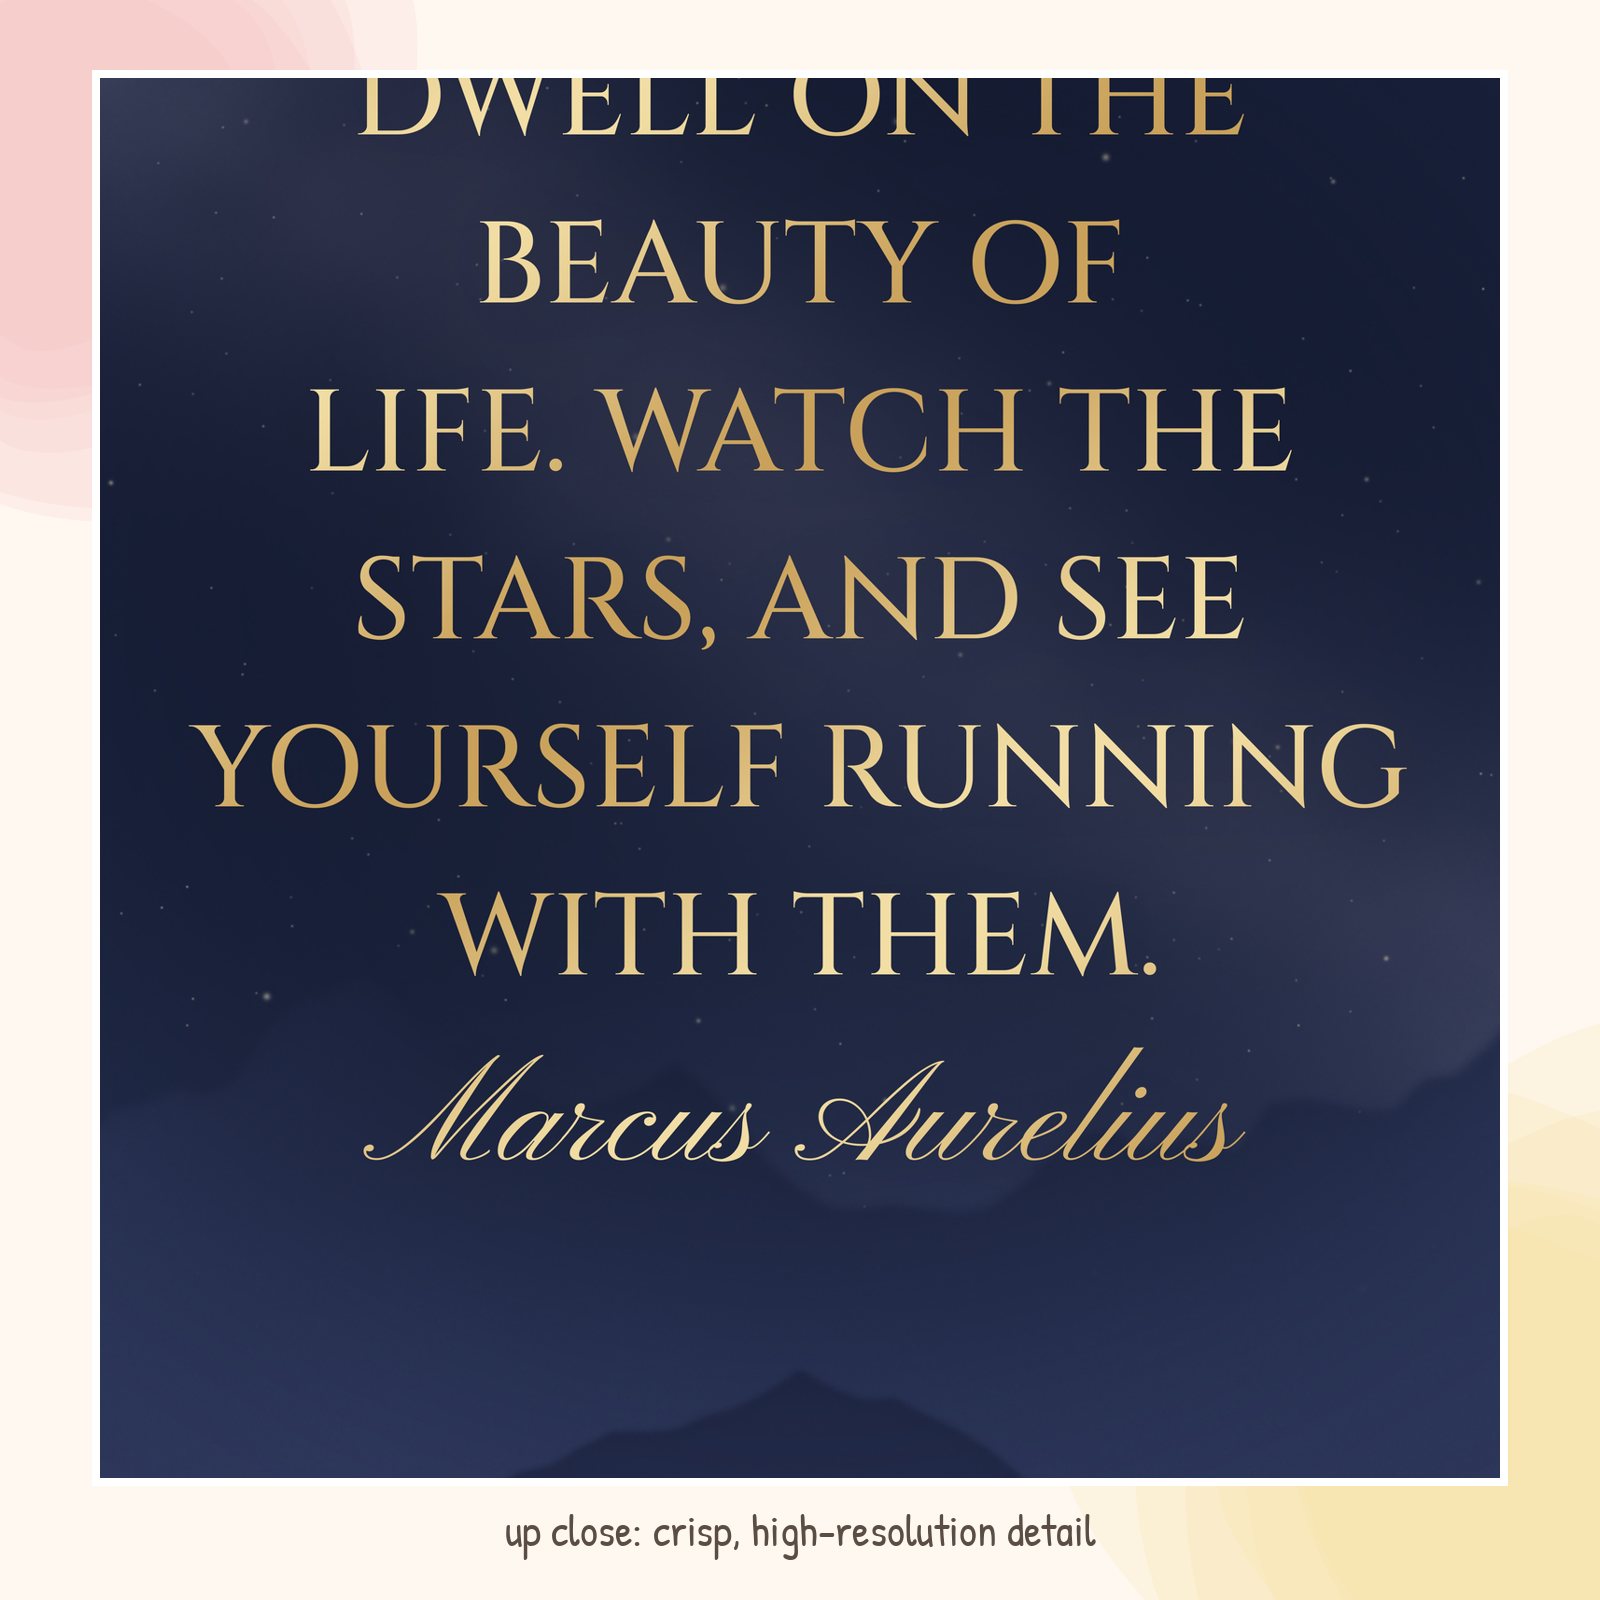 DWELL ON THE
BEAUTY OF
LIFE. WATCH THE
STARS, AND SEE
YOURSELF RUNNING
WITH THEM.
Marcus Aurelius
up close: crisp, high-resolution detail